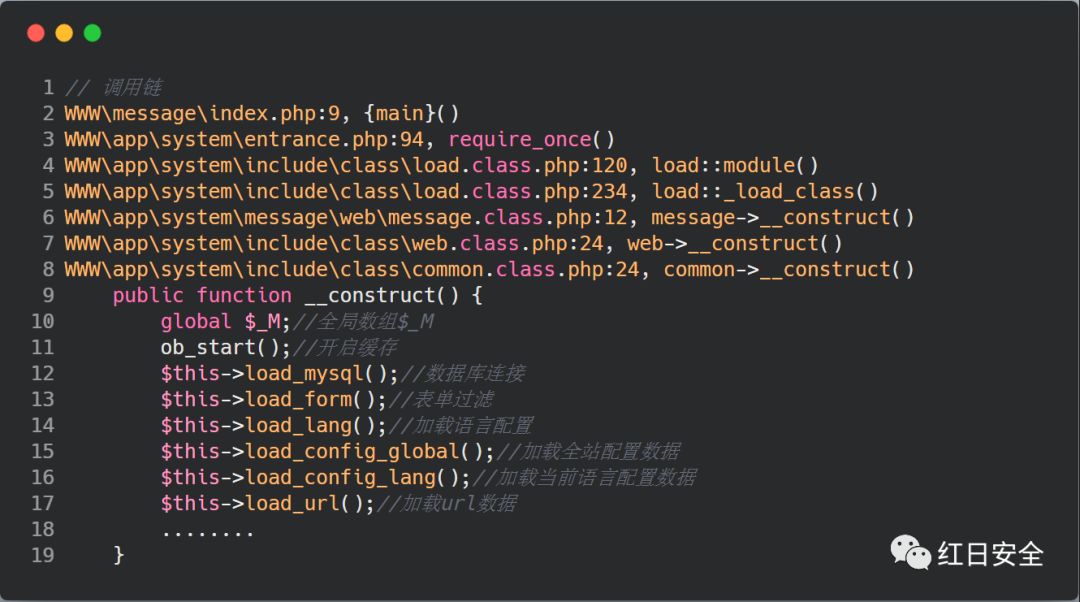 1 // 调用链
2 WWW\message\index.php:9, {main}()
3 WWW\app\system\entrance.php:94, require_once()
4 WWW\app\system\include\class\load.class.php:120, load::module()
5 WWW\app\system\include\class\load.class.php:234, load::_load_class()
6 WWW\app\system\message\web\message.class.php:12, message->__construct()
7 WWW\app\system\include\class\web.class.php:24, web->__construct()
8 WWW\app\system\include\class\common.class.php:24, common->__construct()
9     public function __construct() {
10         global $_M;//全局数组$_M
11         ob_start();//开启缓存
12         $this->load_mysql();//数据库连接
13         $this->load_form();//表单过滤
14         $this->load_lang();//加载语言配置
15         $this->load_config_global();//加载全站配置数据
16         $this->load_config_lang();//加载当前语言配置数据
17         $this->load_url();//加载url数据
18         ........
19     }
红日安全